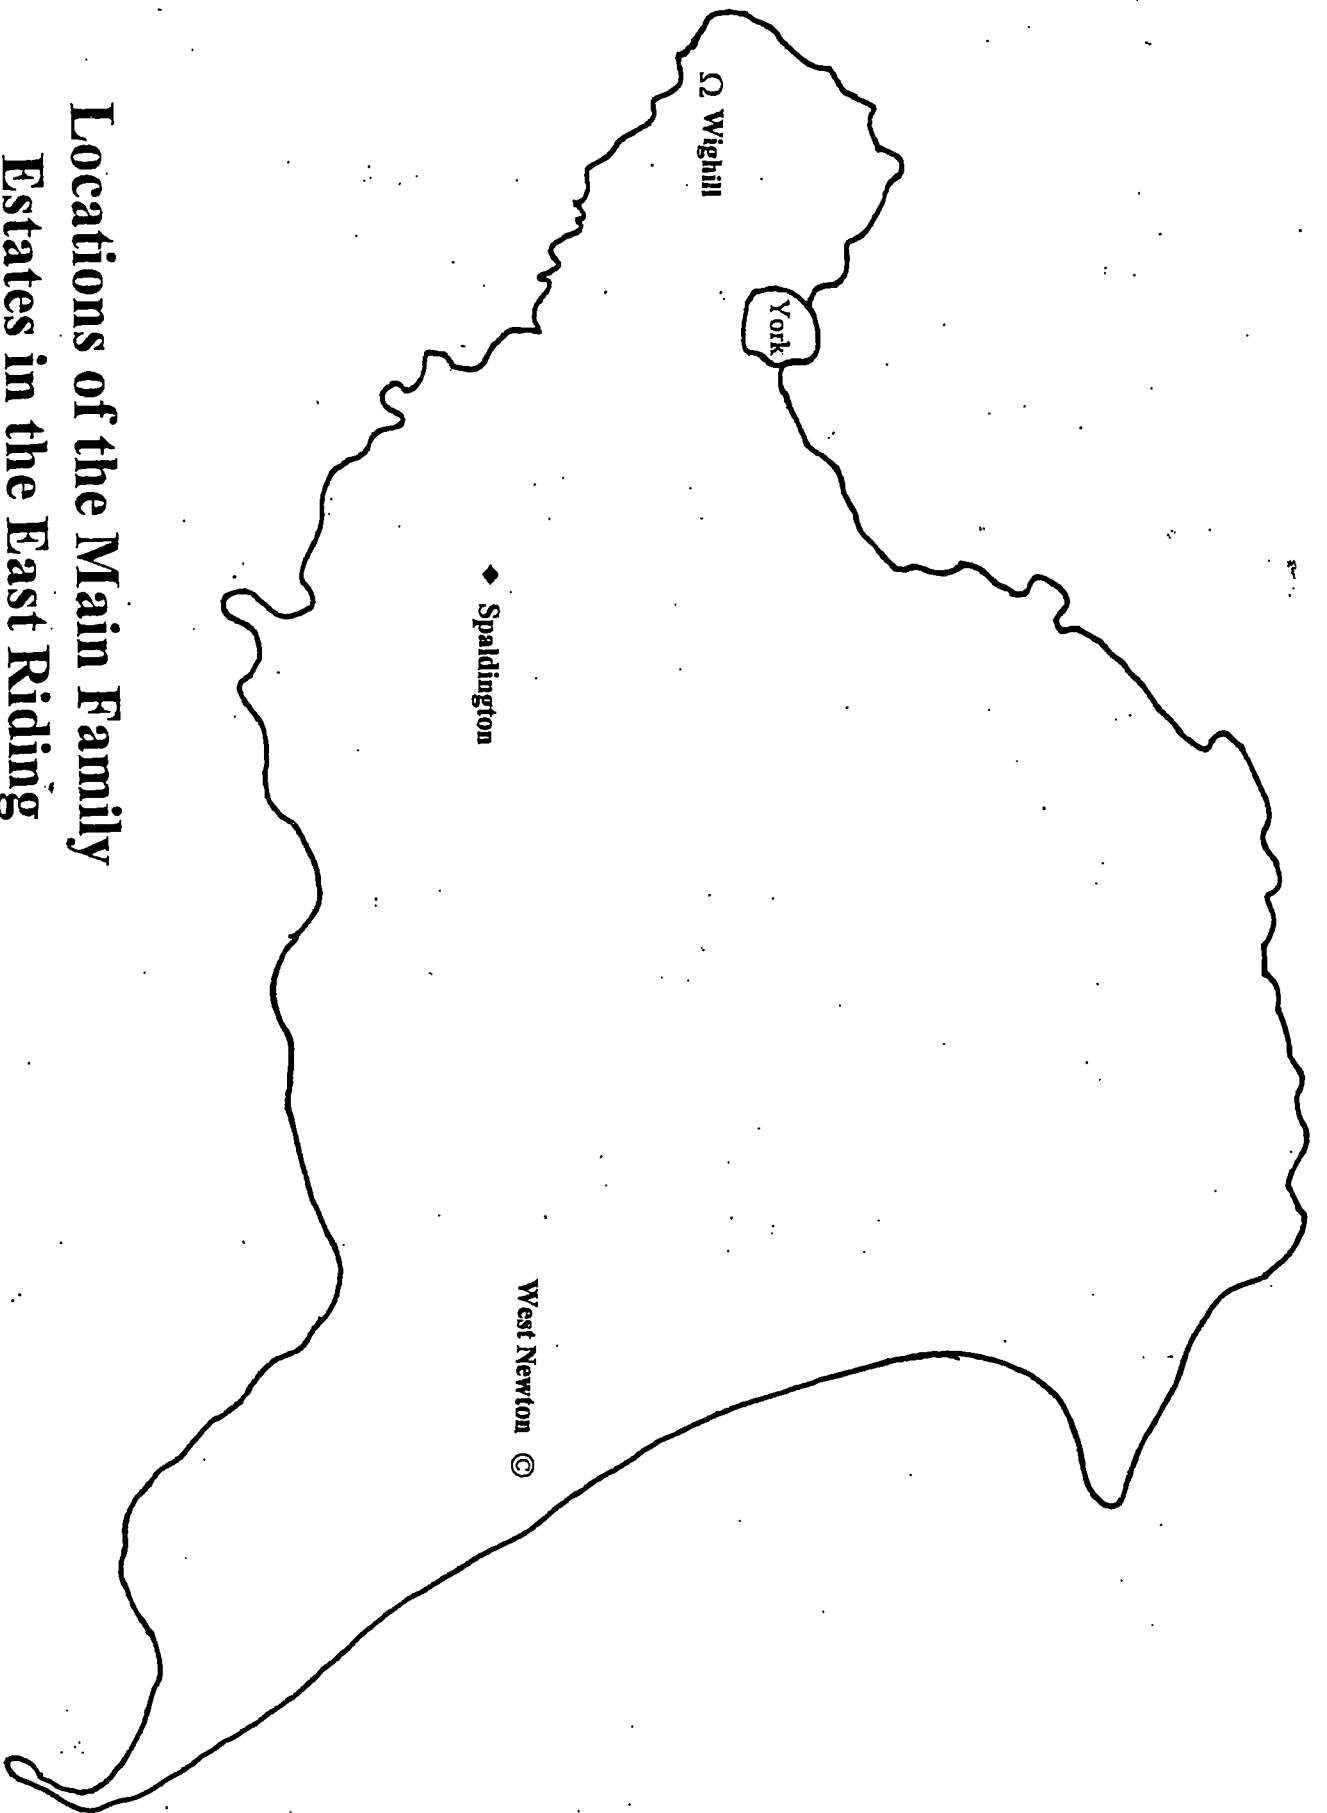 Ω Wighill
York
♦ Spaldington
West Newton ©
Locations of the Main Family
Estates in the East Riding